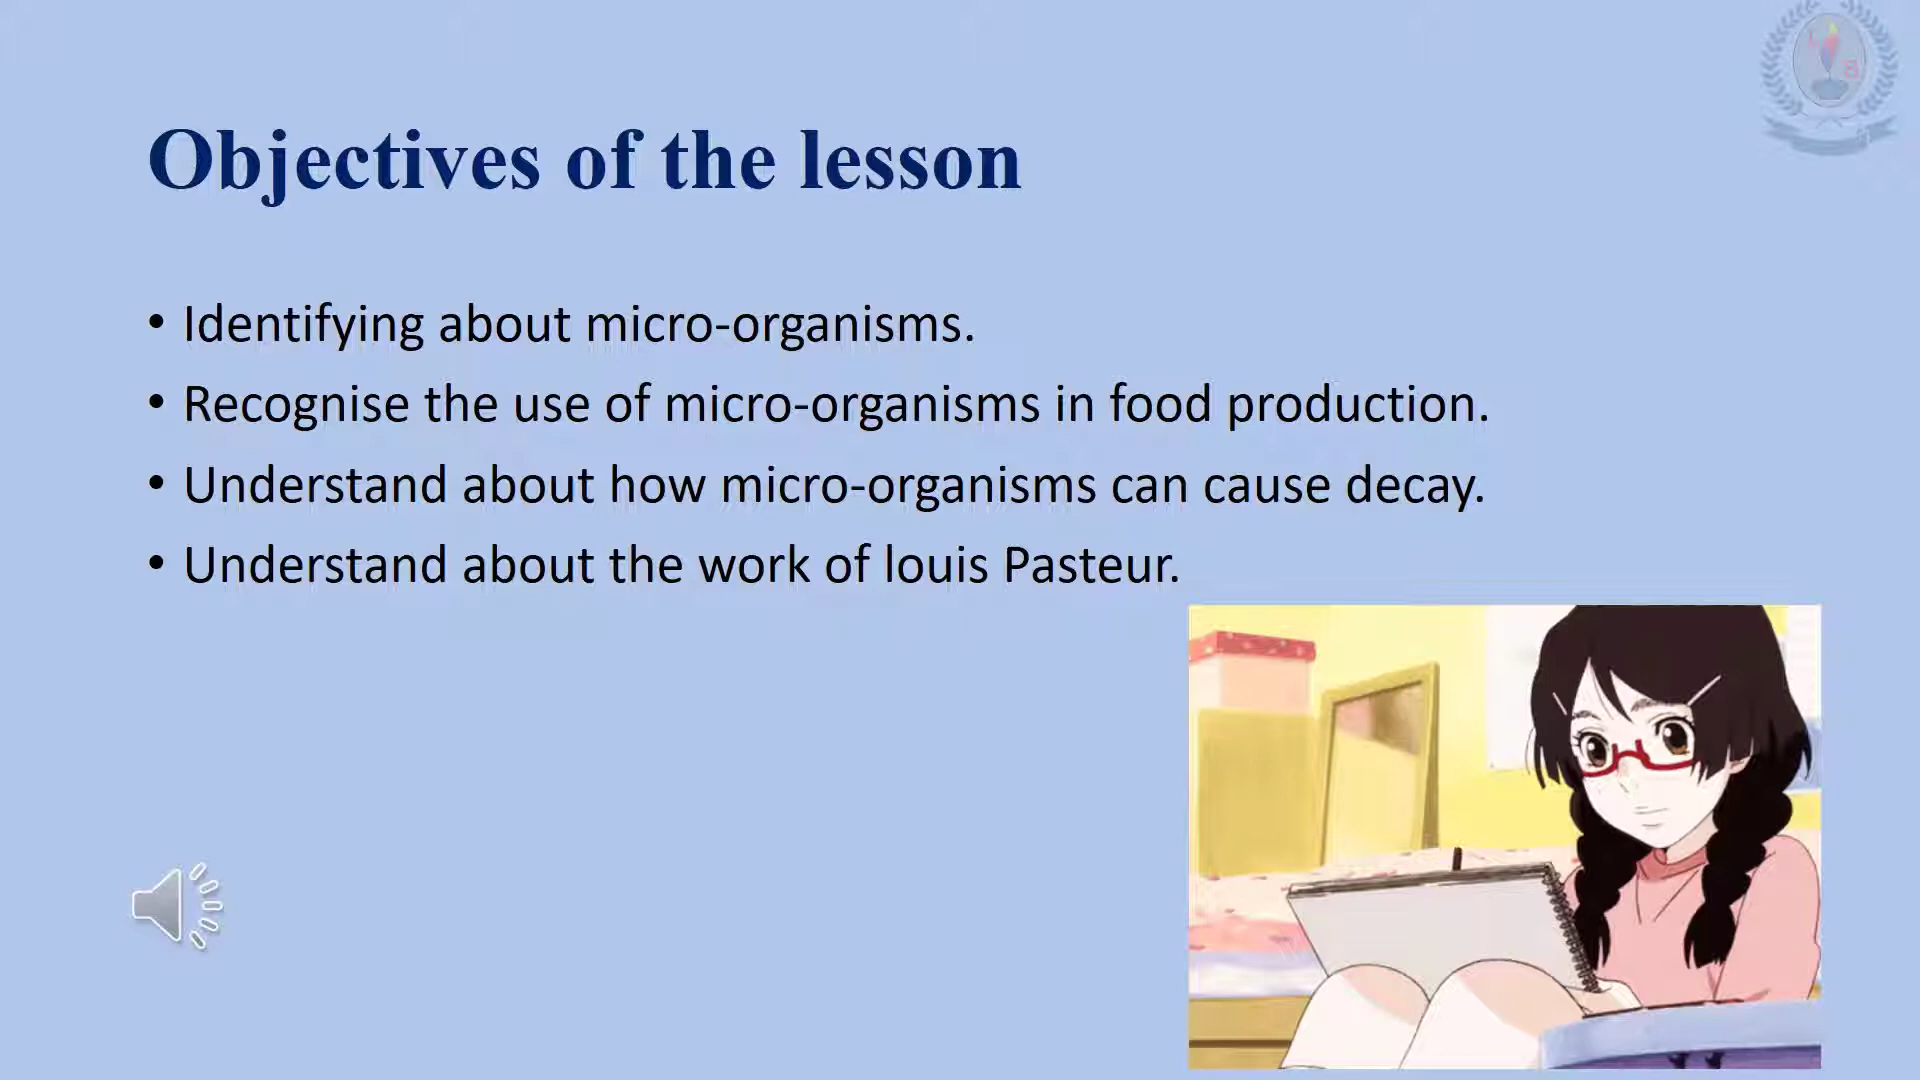 Objectives of the lesson
• Identifying about micro-organisms.
• Recognise the use of micro-organisms in food production.
• Understand about how micro-organisms can cause decay.
• Understand about the work of louis Pasteur.